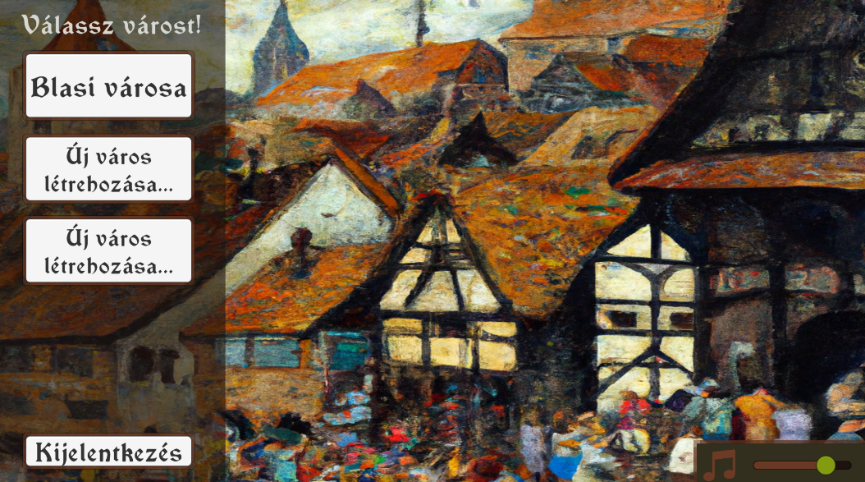 Válassz várost!
Blasi városa
Új város
létrehozása...
Új város
létrehozása...
Kijelentkezés